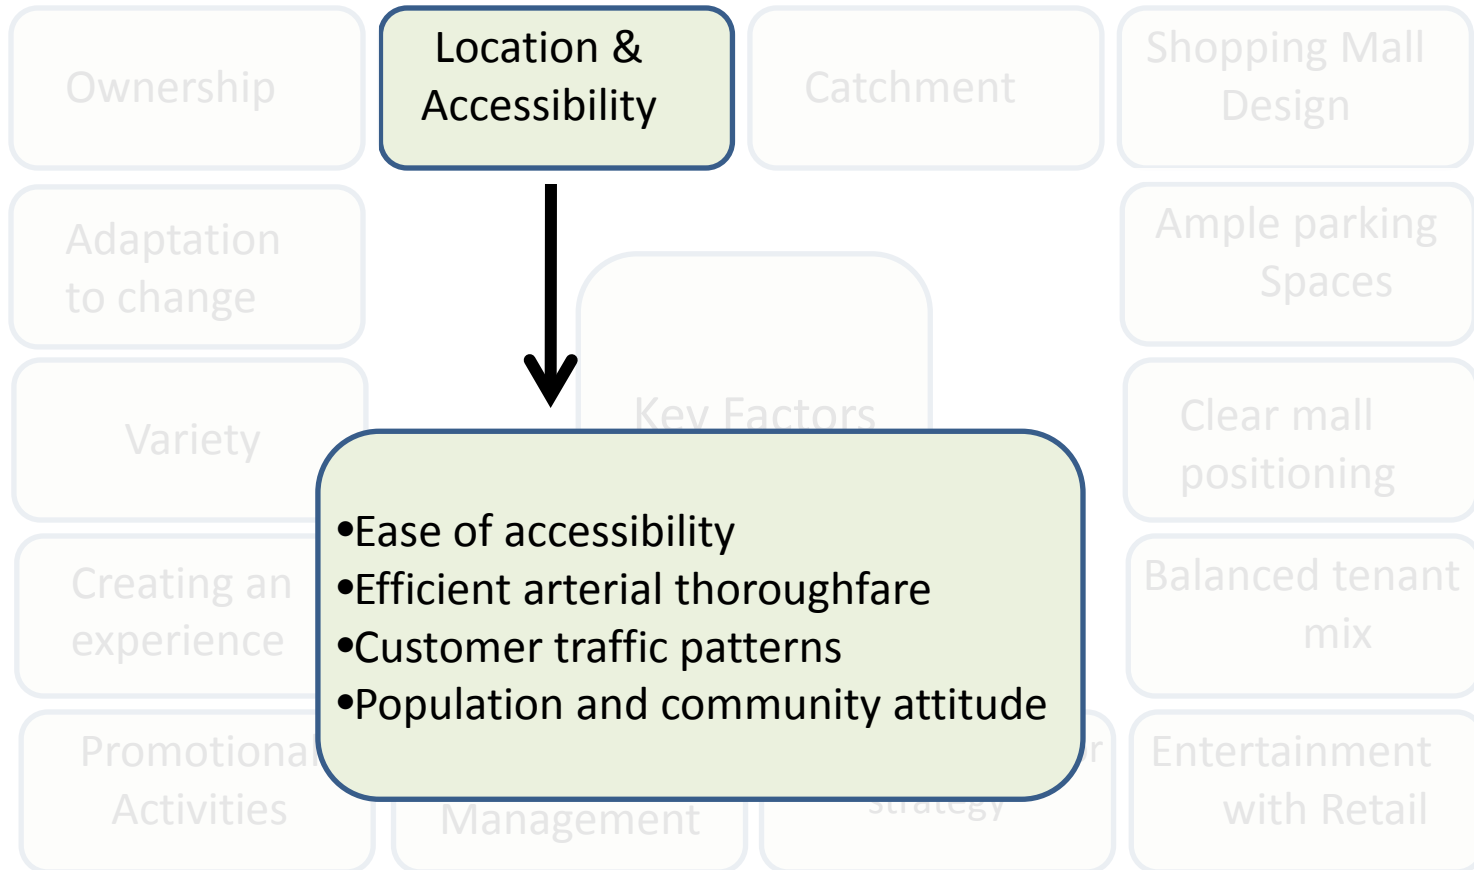 Ownership
Location &
Accessibility
Catchment
Shopping Mall
Design
Adaptation
to change
Ample parking
Spaces
Variety
Key Factors
Clear mall
positioning
•Ease of accessibility
•Efficient arterial thoroughfare
•Customer traffic patterns
•Population and community attitude
Creating an
experience
Balanced tenant
mix
Promotional
Activities
Management
strategy
Entertainment
with Retail